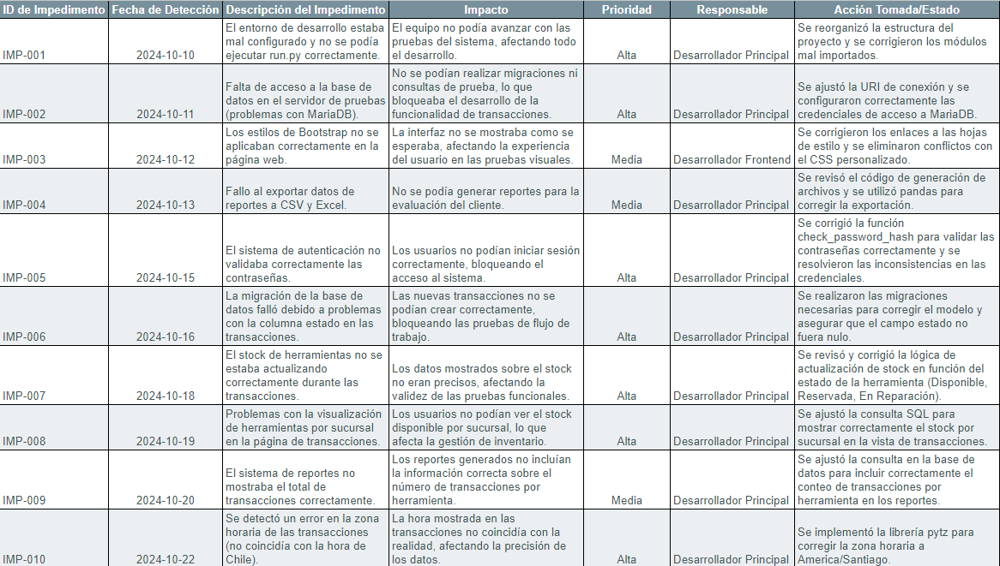 ID de Impedimento Fecha de Detección Descripción del Impedimento Impacto Prioridad Responsable Acción Tomada/Estado
IMP-001
2024-10-10
El entorno de desarrollo estaba
mal configurado y no se podía
ejecutar run.py correctamente.
El equipo no podía avanzar con las
pruebas del sistema, afectando todo
el desarrollo.
Alta
Desarrollador Principal
Se reorganizó la estructura del
proyecto y se corrigieron los módulos
mal importados.
IMP-002
2024-10-11
Falta de acceso a la base de
datos en el servidor de pruebas
(problemas con MariaDB).
No se podían realizar migraciones ni
consultas de prueba, lo que
bloqueaba el desarrollo de la
funcionalidad de transacciones.
Alta
Desarrollador Principal
Se ajustó la URI de conexión y se
configuraron correctamente las
credenciales de acceso a MariaDB.
IMP-003
2024-10-12
Los estilos de Bootstrap no se
aplicaban correctamente en la
página web.
La interfaz no se mostraba como se
esperaba, afectando la experiencia
del usuario en las pruebas visuales.
Media
Desarrollador Frontend
Se corrigieron los enlaces a las hojas
de estilo y se eliminaron conflictos con
el CSS personalizado.
IMP-004
2024-10-13
Fallo al exportar datos de
reportes a CSV y Excel.
No se podía generar reportes para la
evaluación del cliente.
Media
Desarrollador Principal
Se revisó el código de generación de
archivos y se utilizó pandas para
corregir la exportación.
IMP-005
2024-10-15
El sistema de autenticación no
validaba correctamente las
contraseñas.
Los usuarios no podían iniciar sesión
correctamente, bloqueando el
acceso al sistema.
Alta
Desarrollador Principal
Se corrigió la función
check_password_hash para validar las
contraseñas correctamente y se
resolvieron las inconsistencias en las
credenciales.
IMP-006
2024-10-16
La migración de la base de
datos falló debido a problemas
con la columna estado en las
transacciones.
Las nuevas transacciones no se
podían crear correctamente,
bloqueando las pruebas de flujo de
trabajo.
Alta
Desarrollador Principal
Se realizaron las migraciones
necesarias para corregir el modelo y
asegurar que el campo estado no
fuera nulo.
IMP-007
2024-10-18
El stock de herramientas no se
estaba actualizando
correctamente durante las
transacciones.
Los datos mostrados sobre el stock
no eran precisos, afectando la
validez de las pruebas funcionales.
Alta
Desarrollador Principal
Se revisó y corrigió la lógica de
actualización de stock en función del
estado de la herramienta (Disponible,
Reservada, En Reparación).
IMP-008
2024-10-19
Problemas con la visualización
de herramientas por sucursal
en la página de transacciones.
Los usuarios no podían ver el stock
disponible por sucursal, lo que
afecta la gestión de inventario.
Alta
Desarrollador Principal
Se ajustó la consulta SQL para
mostrar correctamente el stock por
sucursal en la vista de transacciones.
IMP-009
2024-10-20
El sistema de reportes no
mostraba el total de
transacciones correctamente.
Los reportes generados no incluían
la información correcta sobre el
número de transacciones por
herramienta.
Media
Desarrollador Principal
Se ajustó la consulta en la base de
datos para incluir correctamente el
conteo de transacciones por
herramienta en los reportes.
IMP-010
2024-10-22
Se detectó un error en la zona
horaria de las transacciones
(no coincidía con la hora de
Chile).
La hora mostrada en las
transacciones no coincidía con la
realidad, afectando la precisión de
los datos.
Alta
Desarrollador Principal
Se implementó la librería pytz para
corregir la zona horaria a
America/Santiago.